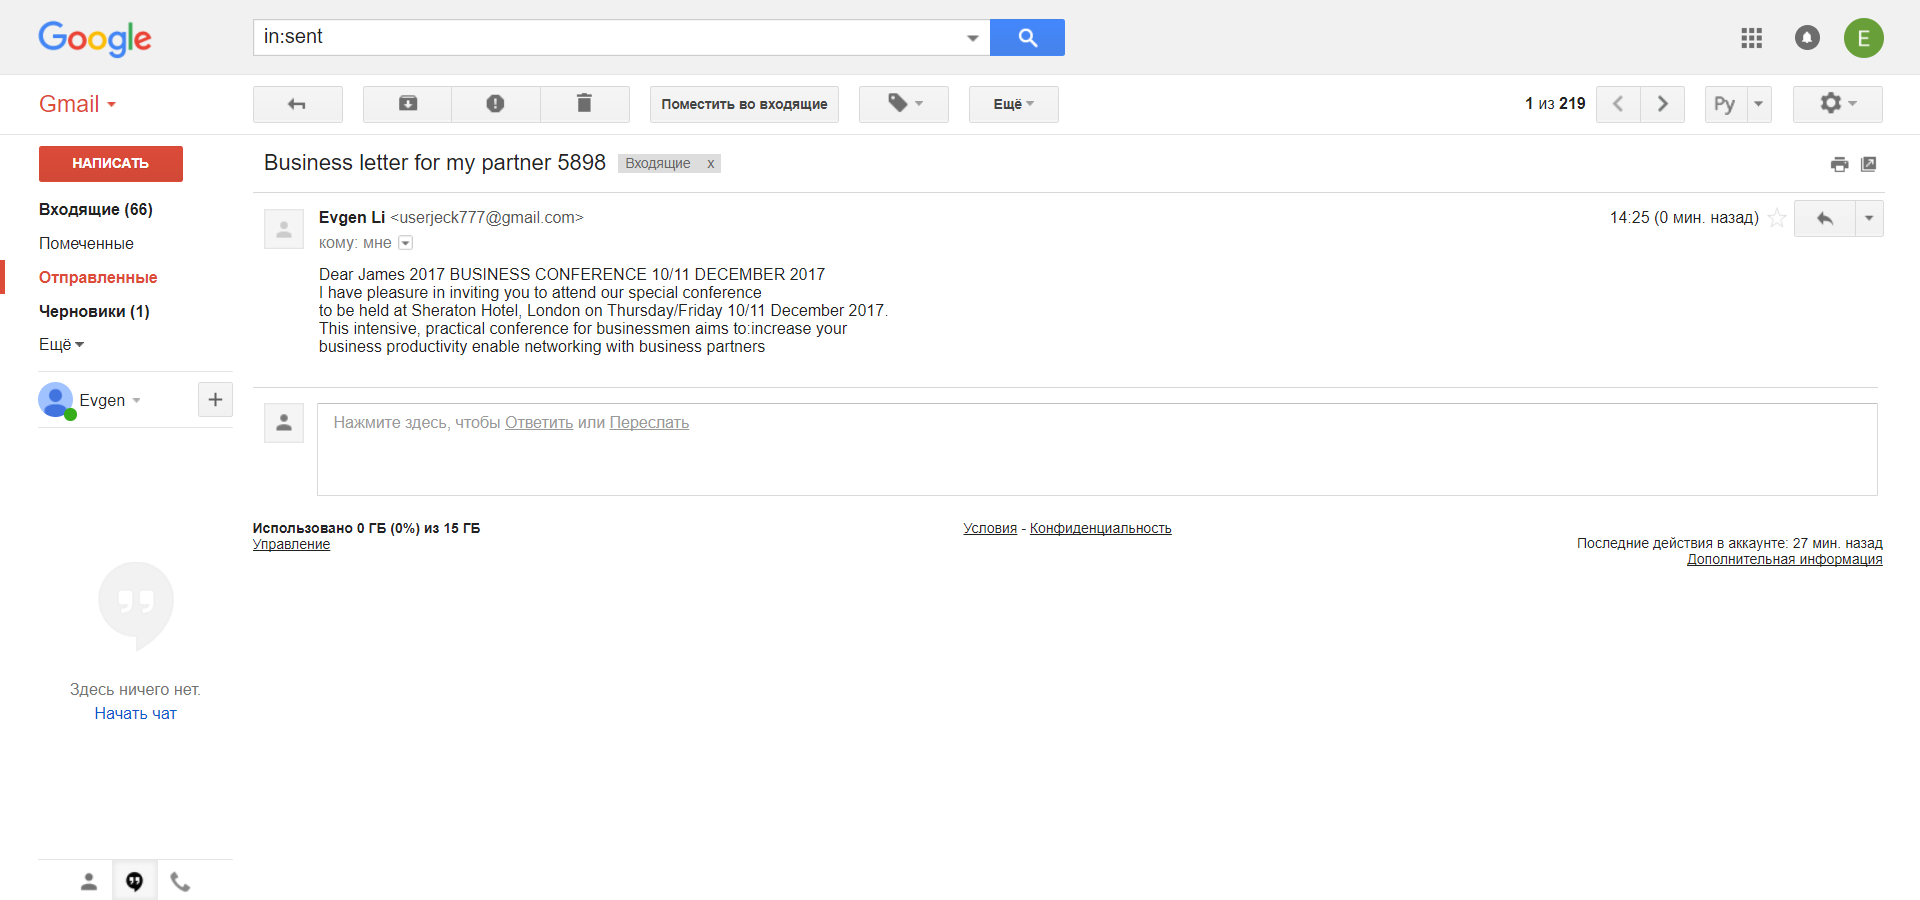 Google
in:sent
E
Gmail
Поместить во входящие
Ещё
1 из 219
Ру
НАПИСАТЬ
Business letter for my partner 5898
Входящие x
Входящие (66)
Помеченные
Отправленные
Черновики (1)
Ещё
Evgen
Evgen Li <userjeck777@gmail.com>
14:25 (0 мин. назад)
кому: мне
Dear James 2017 BUSINESS CONFERENCE 10/11 DECEMBER 2017
I have pleasure in inviting you to attend our special conference
to be held at Sheraton Hotel, London on Thursday/Friday 10/11 December 2017.
This intensive, practical conference for businessmen aims to:increase your
business productivity enable networking with business partners
Нажмите здесь, чтобы Ответить или Переслать
Использовано 0 ГБ (0%) из 15 ГБ
Управление
Условия - Конфиденциальность
Последние действия в аккаунте: 27 мин. назад
Дополнительная информация
Здесь ничего нет.
Начать чат